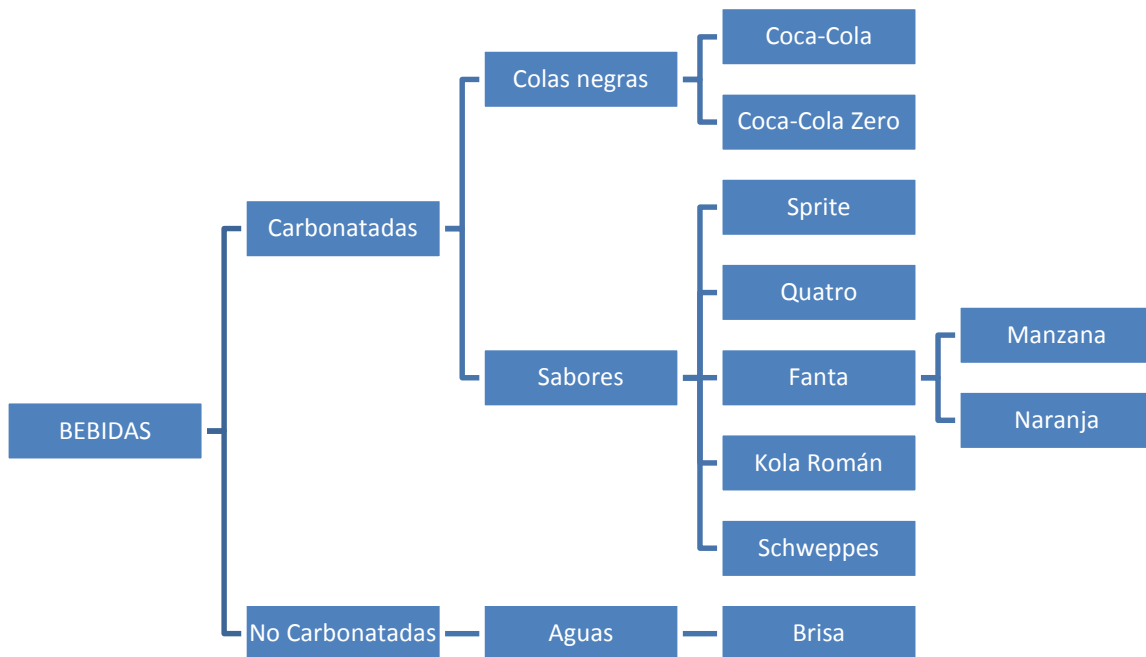 BEBIDAS
Carbonatadas
Colas negras
Coca-Cola
Coca-Cola Zero
Sabores
Sprite
Quatro
Fanta
Manzana
Naranja
Kola Román
Schweppes
No Carbonatadas
Aguas
Brisa